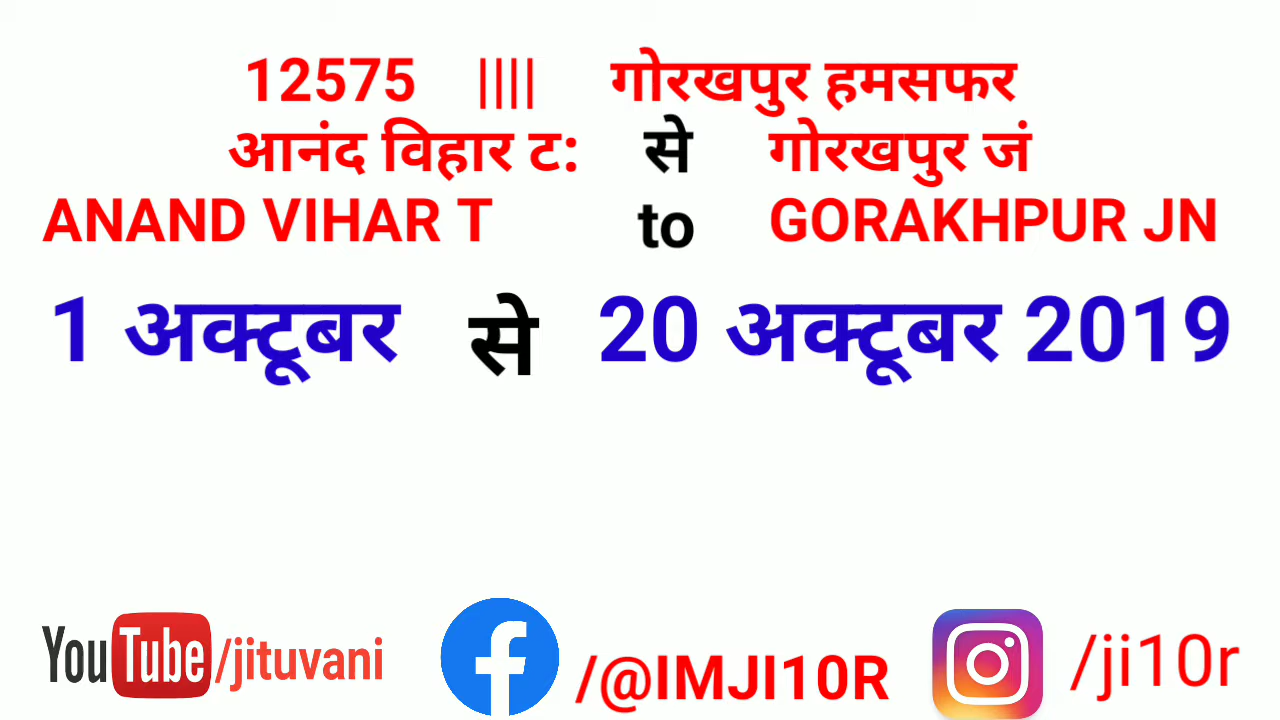 12575 |||| गोरखपुर हमसफर
आनंद विहार ट: से गोरखपुर जं
ANAND VIHAR T to GORAKHPUR JN
1 अक्टूबर से 20 अक्टूबर 2019
YouTube/jituvani f/@IMJI10R /ji10r